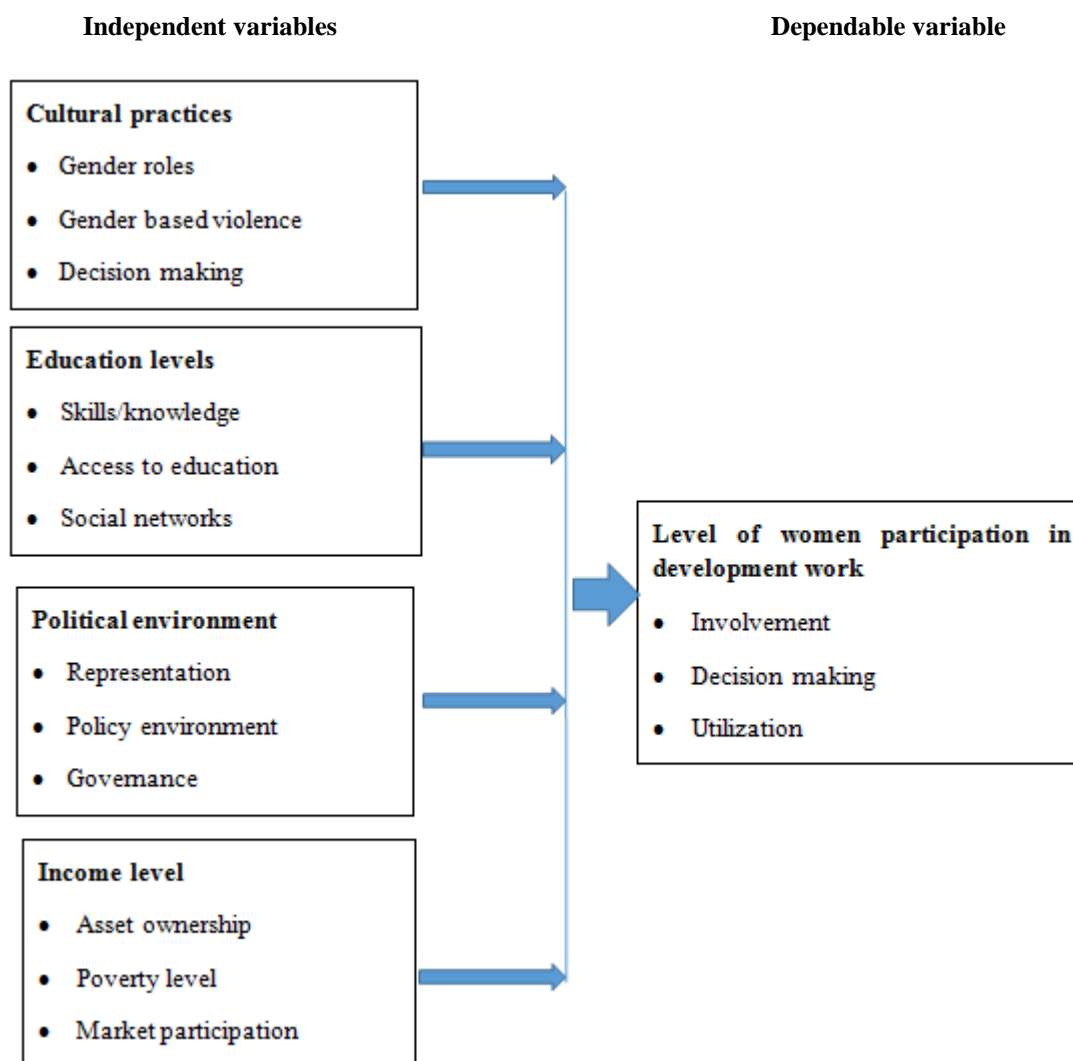 Independent variables
Dependable variable
Cultural practices
• Gender roles
• Gender based violence
• Decision making
Education levels
• Skills/knowledge
• Access to education
• Social networks
Political environment
• Representation
• Policy environment
• Governance
Income level
• Asset ownership
• Poverty level
• Market participation
Level of women participation in
development work
• Involvement
• Decision making
• Utilization